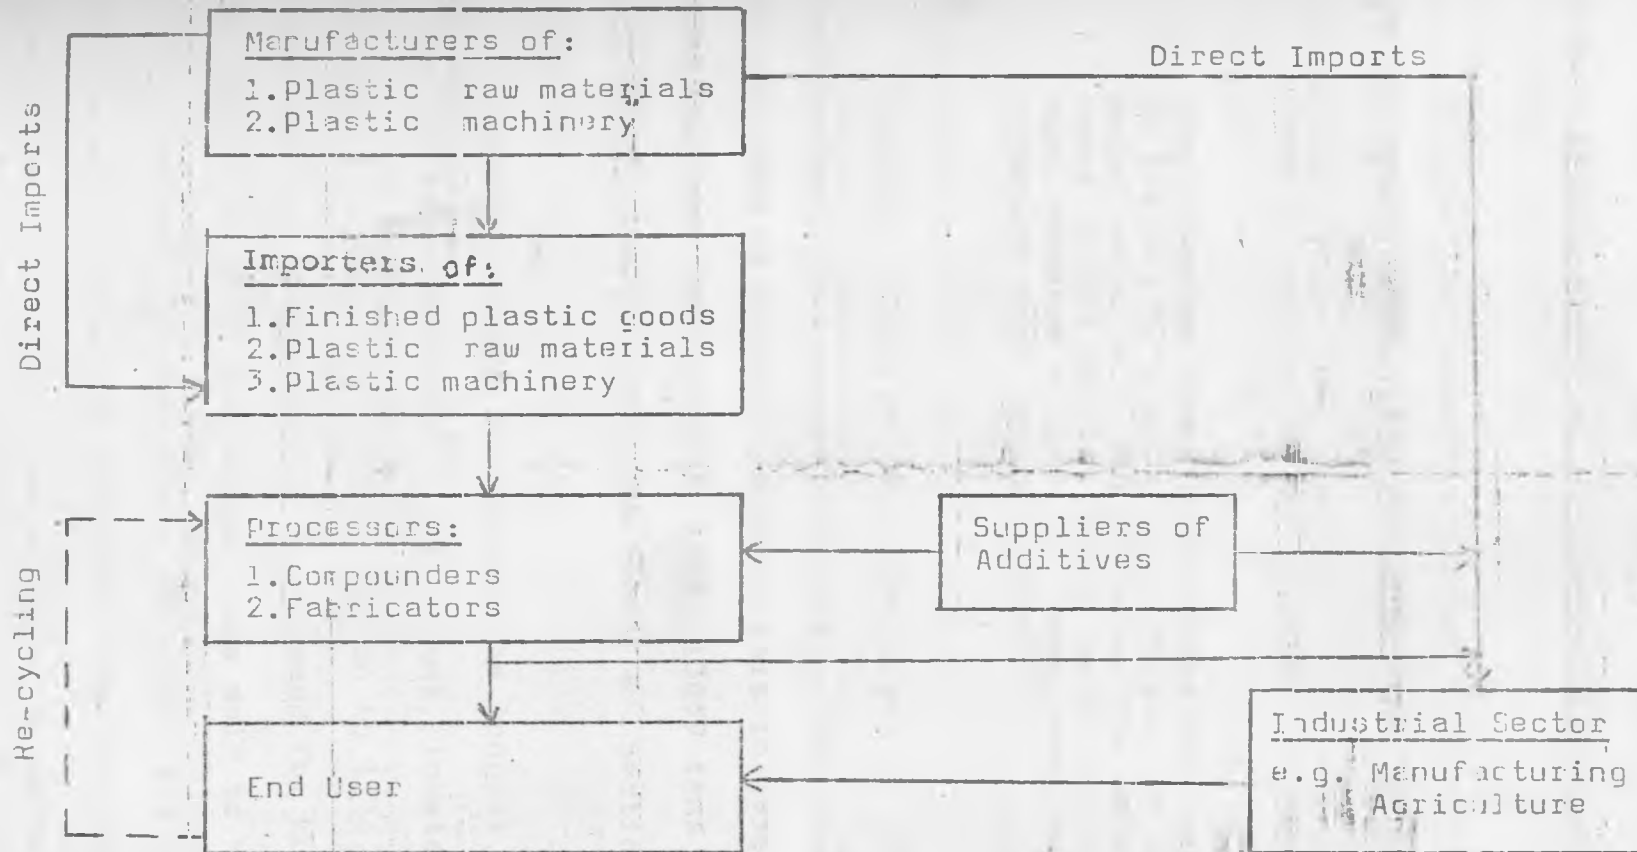 Manufacturers of:
1.Plastic raw materials
2.Plastic machinery
Direct Imports
Direct Imports
Importers of:
1.Finished plastic goods
2.Plastic raw materials
3.Plastic machinery
Processors:
1.Compounders
2.Fabricators
Suppliers of
Additives
Re-cycling
End User
Industrial Sector
e.g. Manufacturing
Agriculture